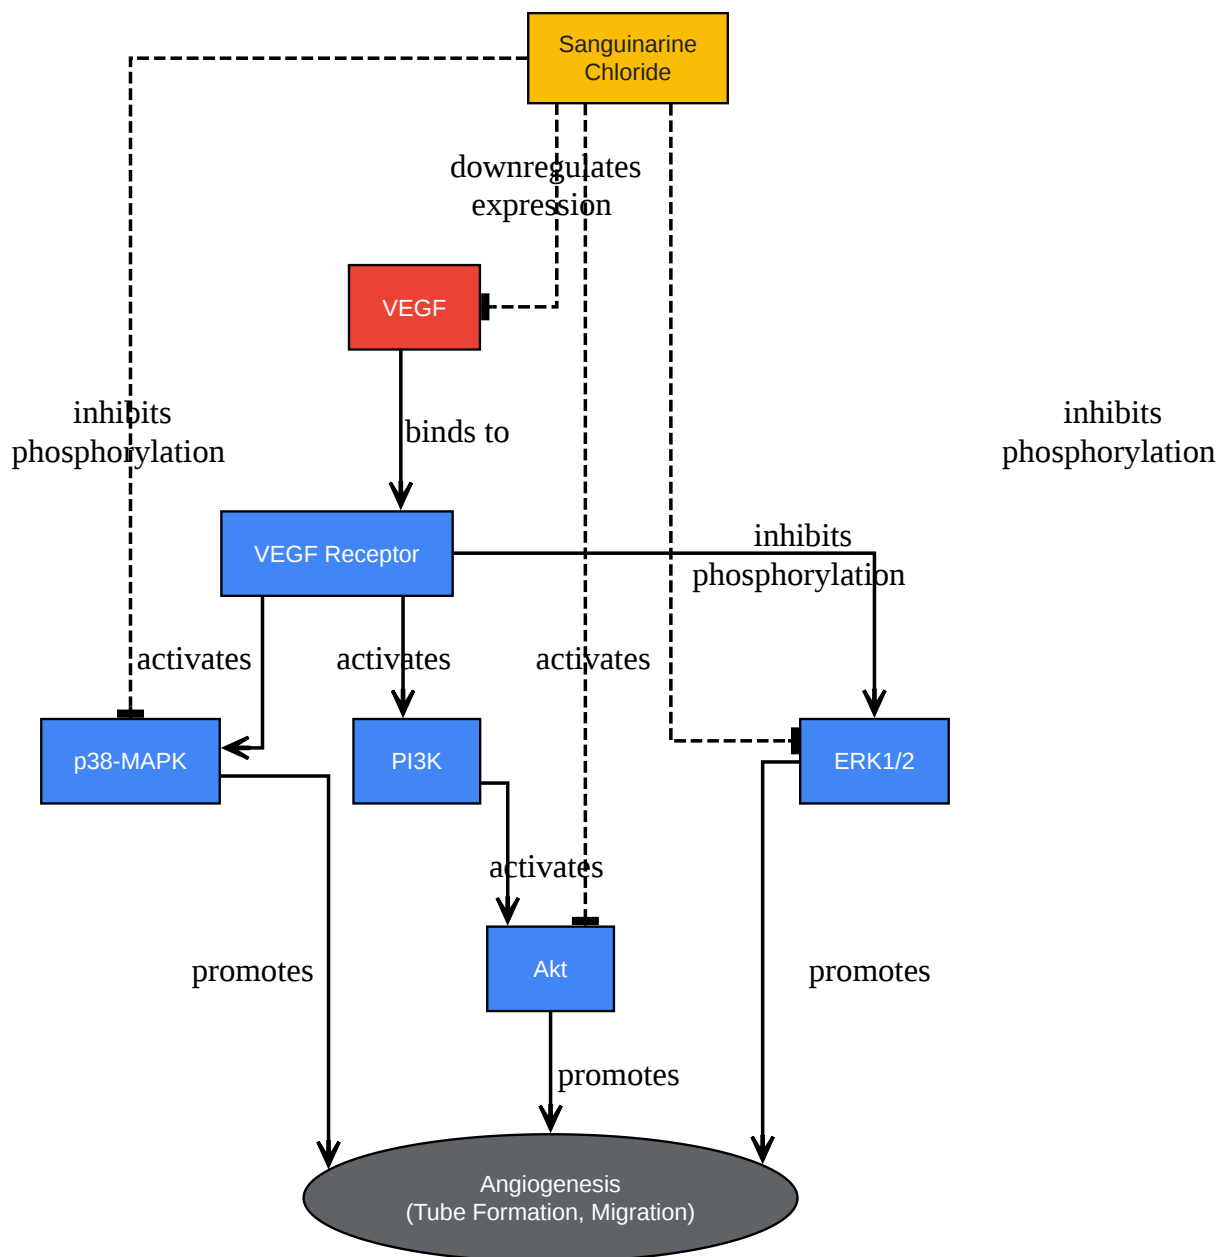 Sanguinarine
Chloride
downregulates
expression
VEGF
inhibits
phosphorylation
binds to
inhibits
phosphorylation
VEGF Receptor
inhibits
phosphorylation
activates
activates
activates
p38-MAPK
PI3K
ERK1/2
activates
promotes
Akt
promotes
promotes
Angiogenesis
(Tube Formation, Migration)